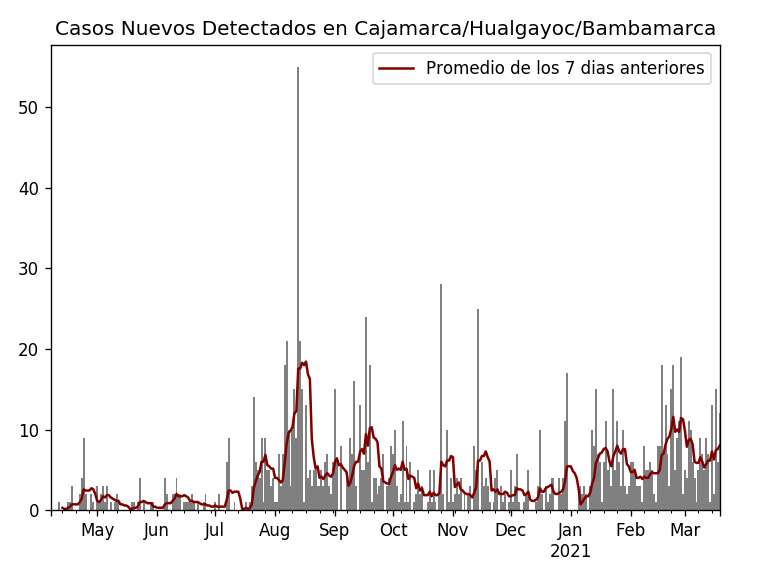 Casos Nuevos Detectados en Cajamarca/Hualgayoc/Bambamarca
Promedio de los 7 dias anteriores
50
40
30
20
10
0
May Jun Jul Aug Sep Oct Nov Dec Jan Feb Mar
2021